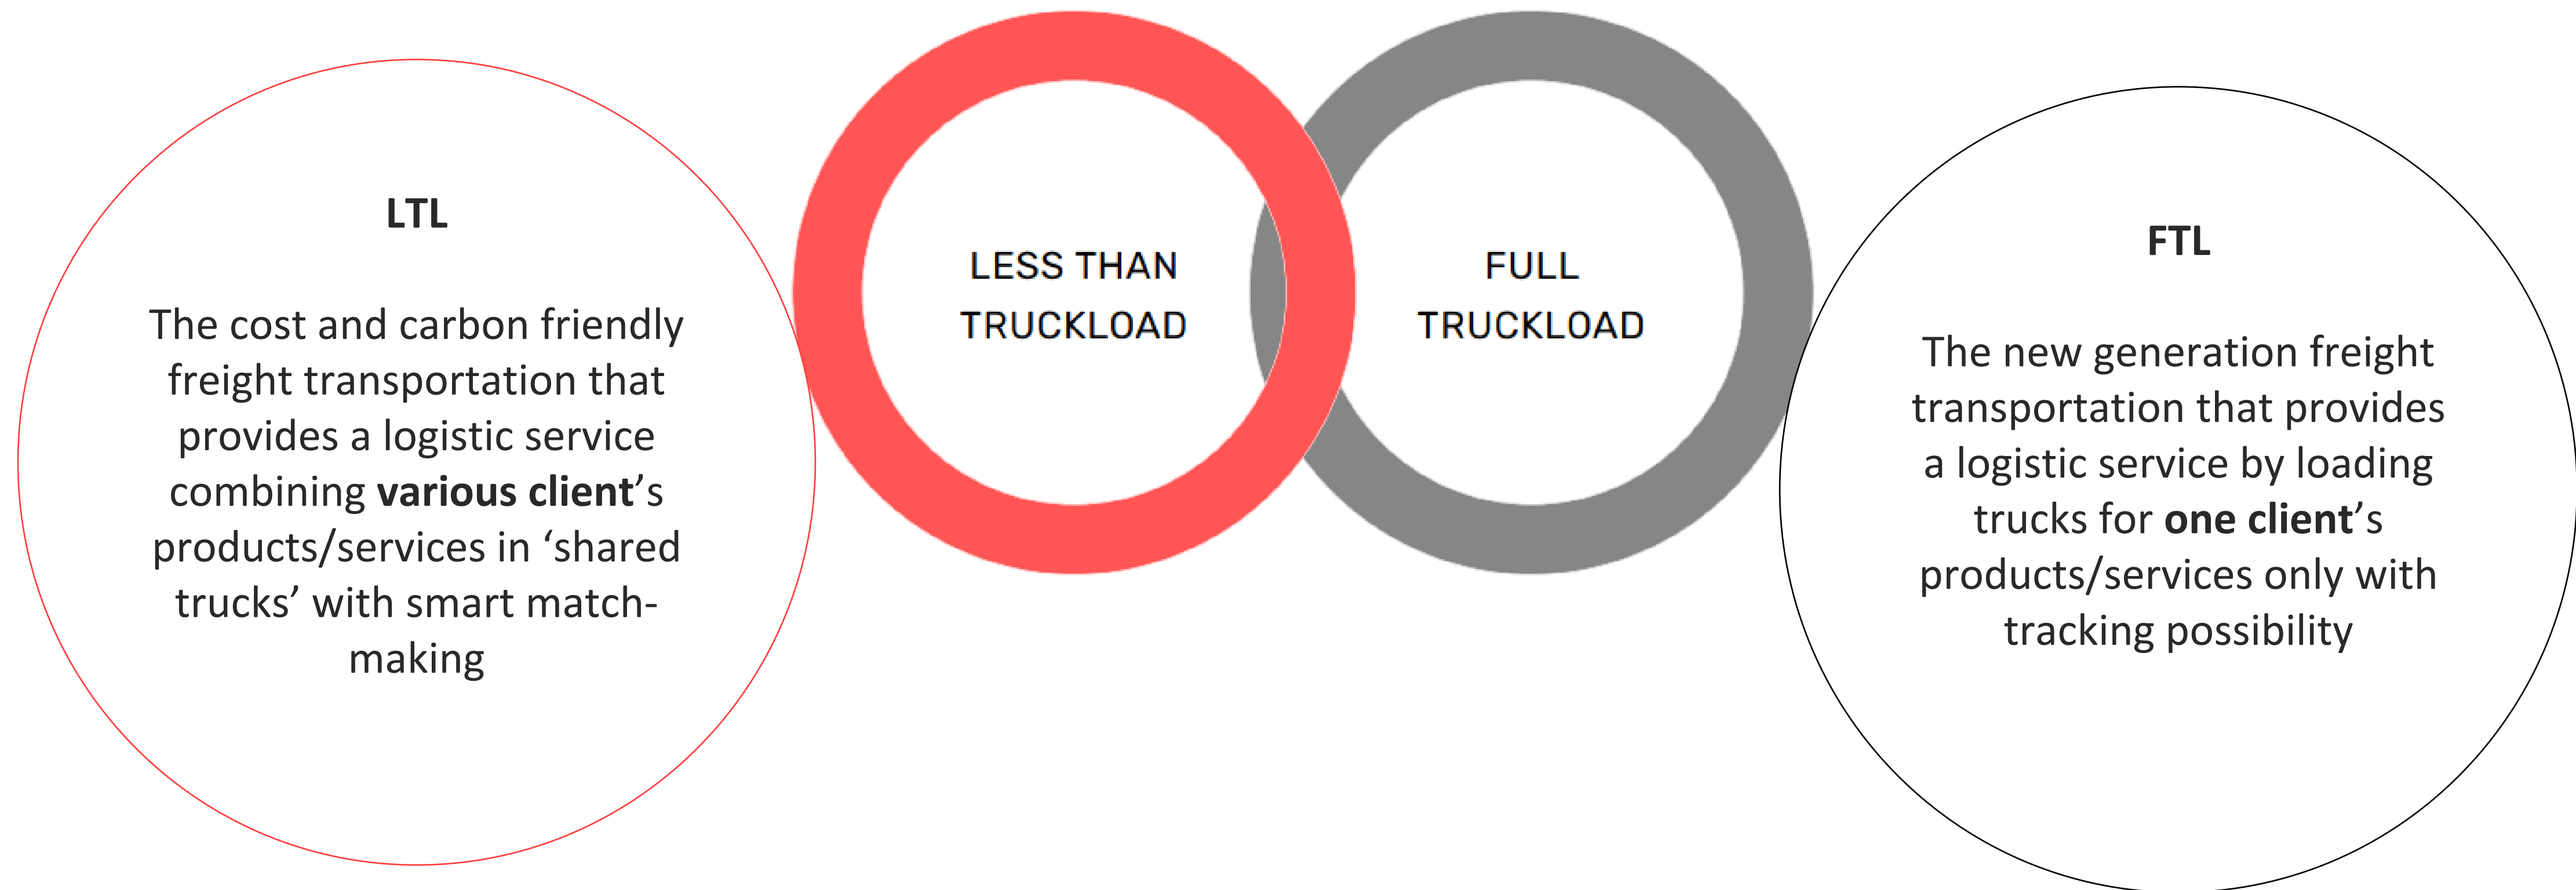 LTL
The cost and carbon friendly
freight transportation that
provides a logistic service
combining various client’s
products/services in ‘shared
trucks’ with smart match-
making
LESS THAN
TRUCKLOAD
FULL
TRUCKLOAD
FTL
The new generation freight
transportation that provides
a logistic service by loading
trucks for one client’s
products/services only with
tracking possibility